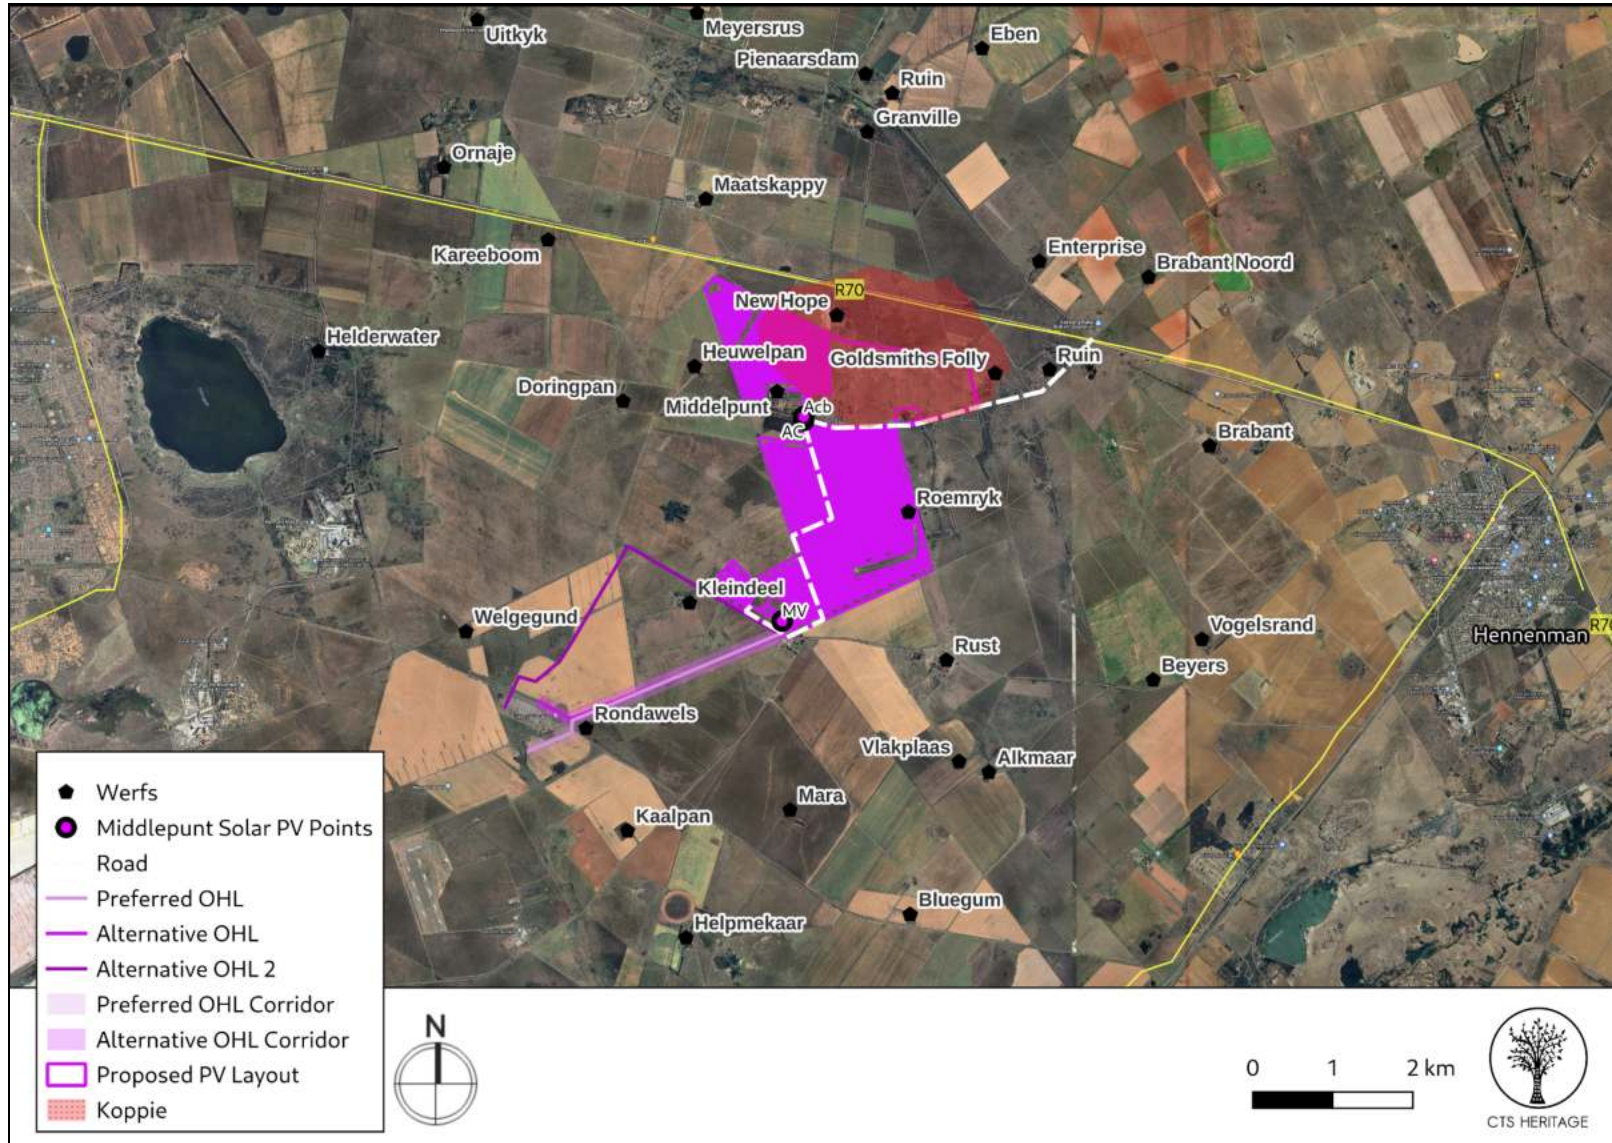 Uitkyk
Meyersrus
Eben
Pienaarsdam
Ruin
Granville
Ornaje
Maatskappy
Kareeboom
Enterprise
Brabant Noord
R70
New Hope
Helderwater
Heuwelpan
Goldsmiths Folly
Ruin
Doringpan
Middelpunt
Acb
AC
Brabant
Roemryk
Kleindeel
MV
Welgegund
Vogelsrand
Hennenman
R70
Rust
Beyers
Rondawels
Vlakplaas
Alkmaar
Mara
Kaalpan
Bluegum
Helpmekaar
Werfs
Middlepunt Solar PV Points
Road
Preferred OHL
Alternative OHL
Alternative OHL 2
Preferred OHL Corridor
Alternative OHL Corridor
Proposed PV Layout
Koppie
N
0 1 2 km
CTS HERITAGE